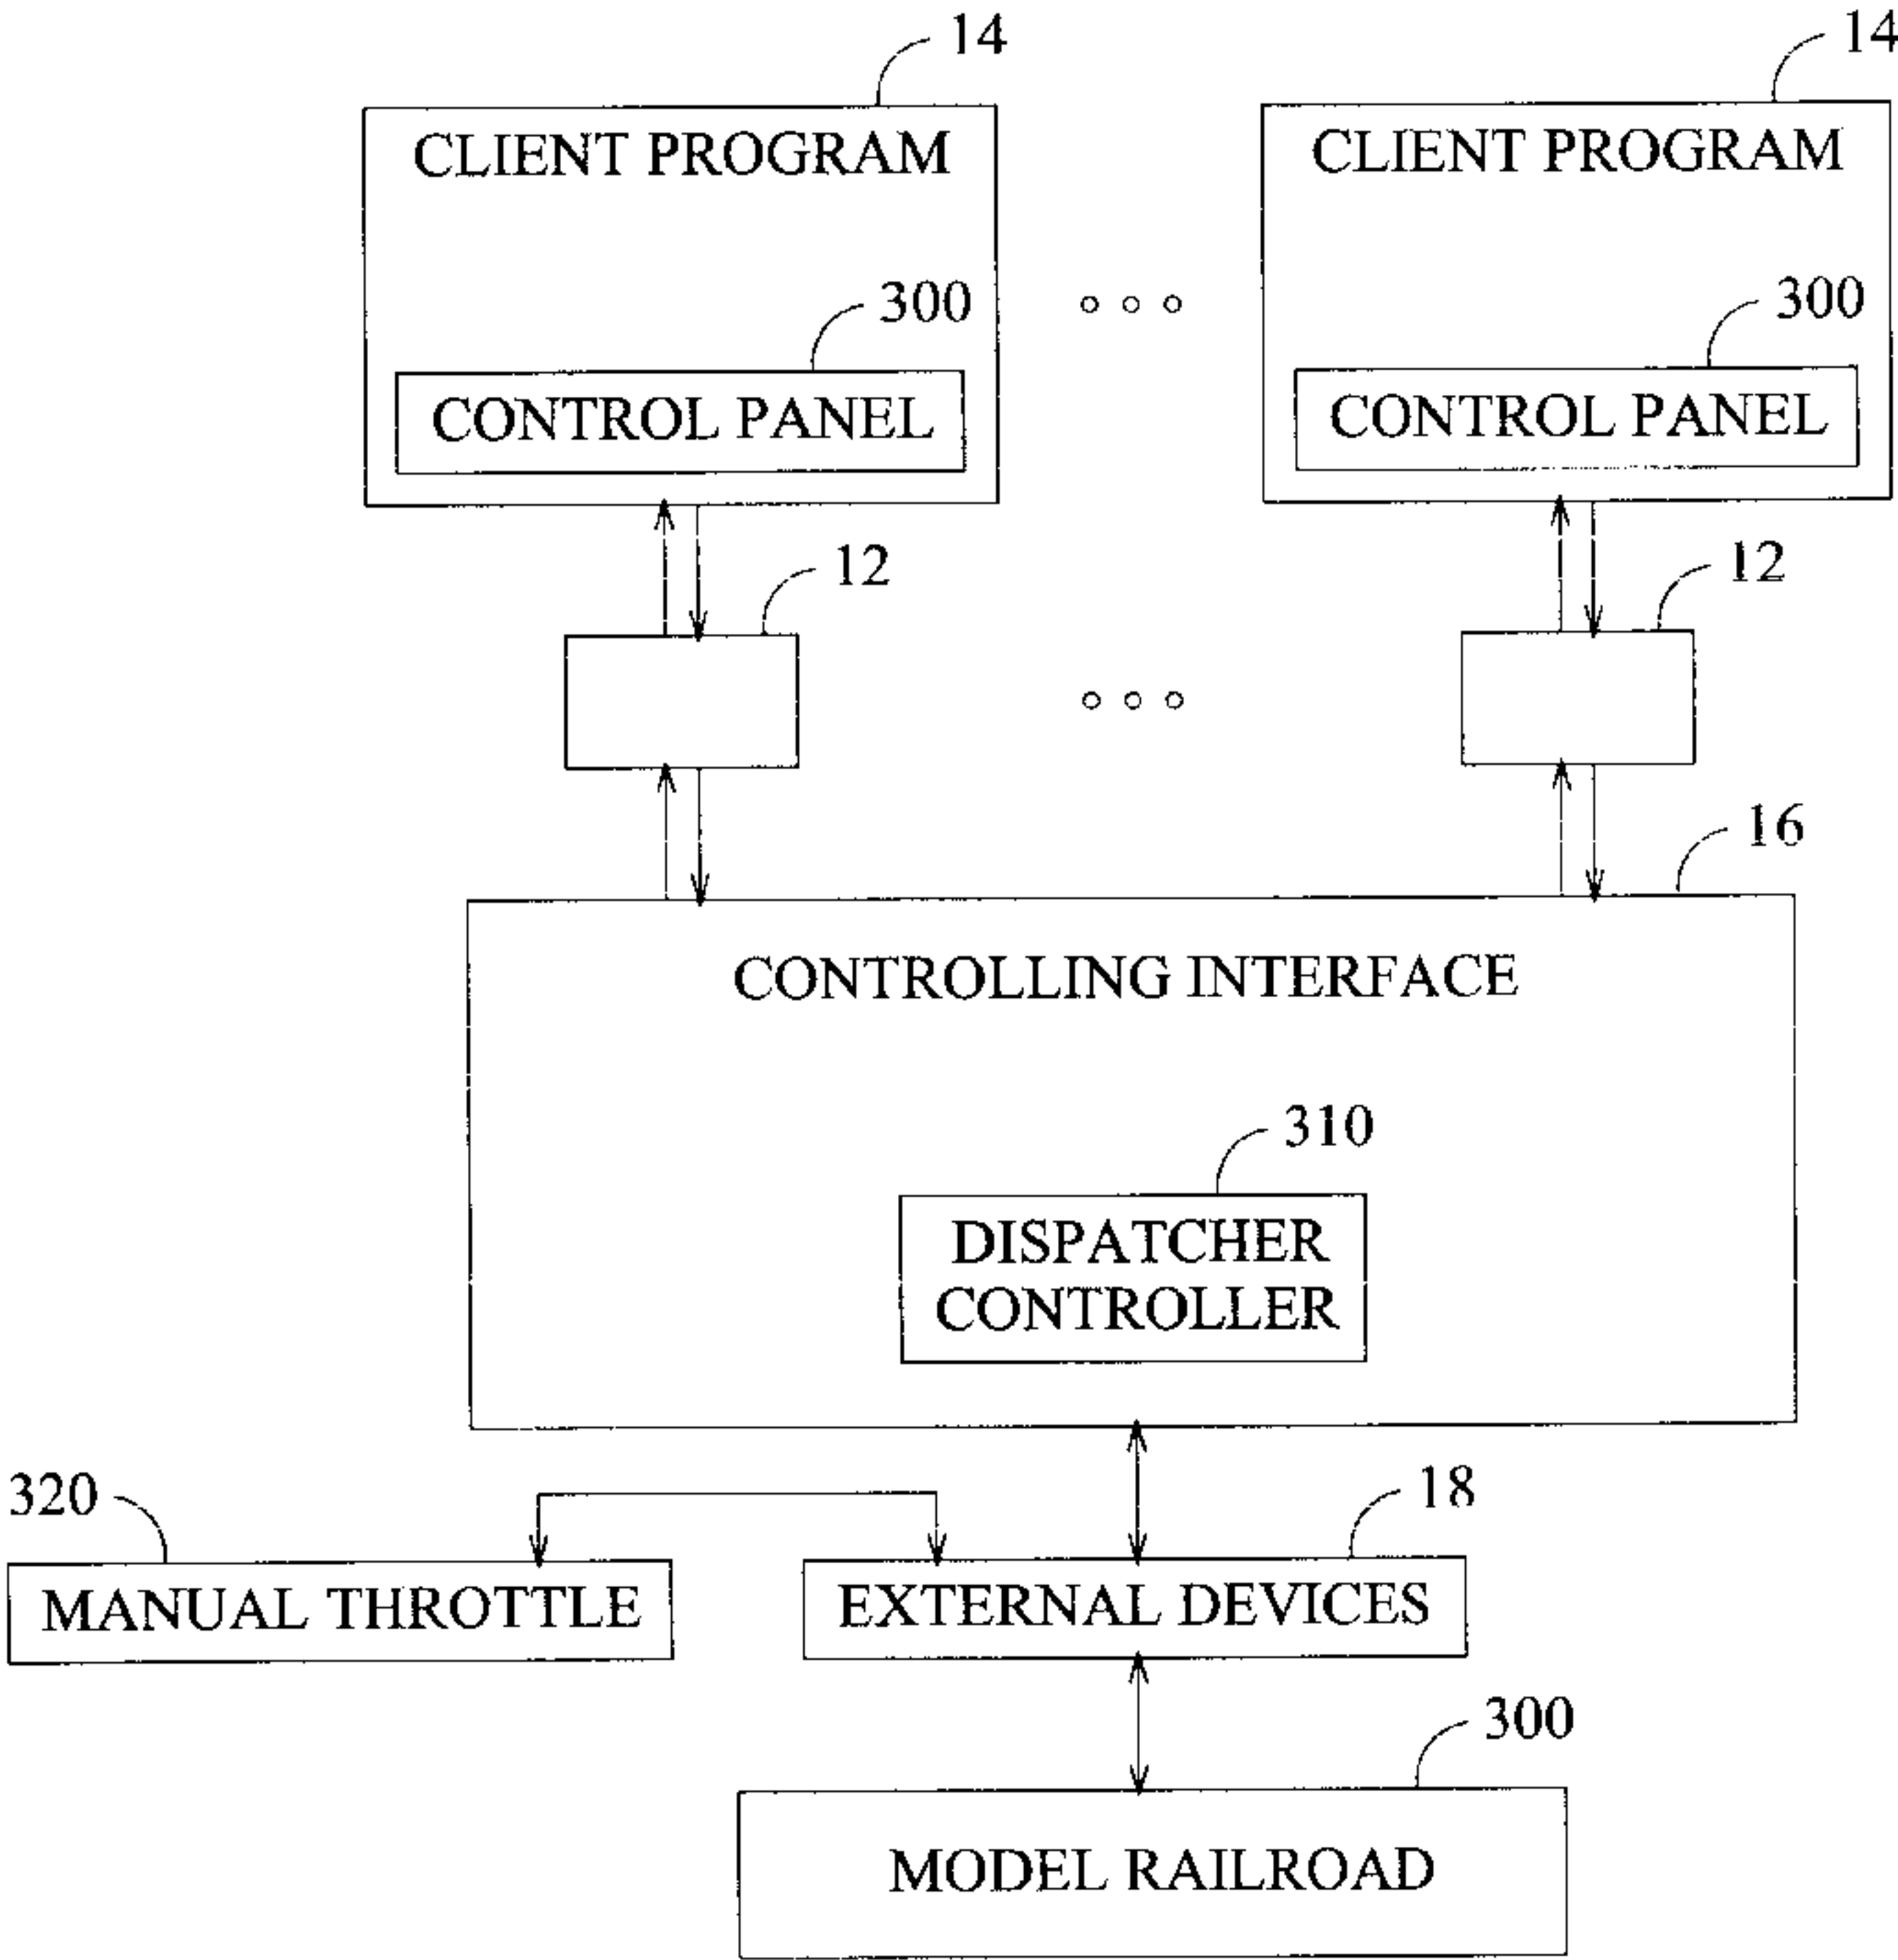 14
14
CLIENT PROGRAM
CLIENT PROGRAM
300
300
CONTROL PANEL
CONTROL PANEL
12
12
16
CONTROLLING INTERFACE
310
DISPATCHER
CONTROLLER
320
18
MANUAL THROTTLE
EXTERNAL DEVICES
300
MODEL RAILROAD